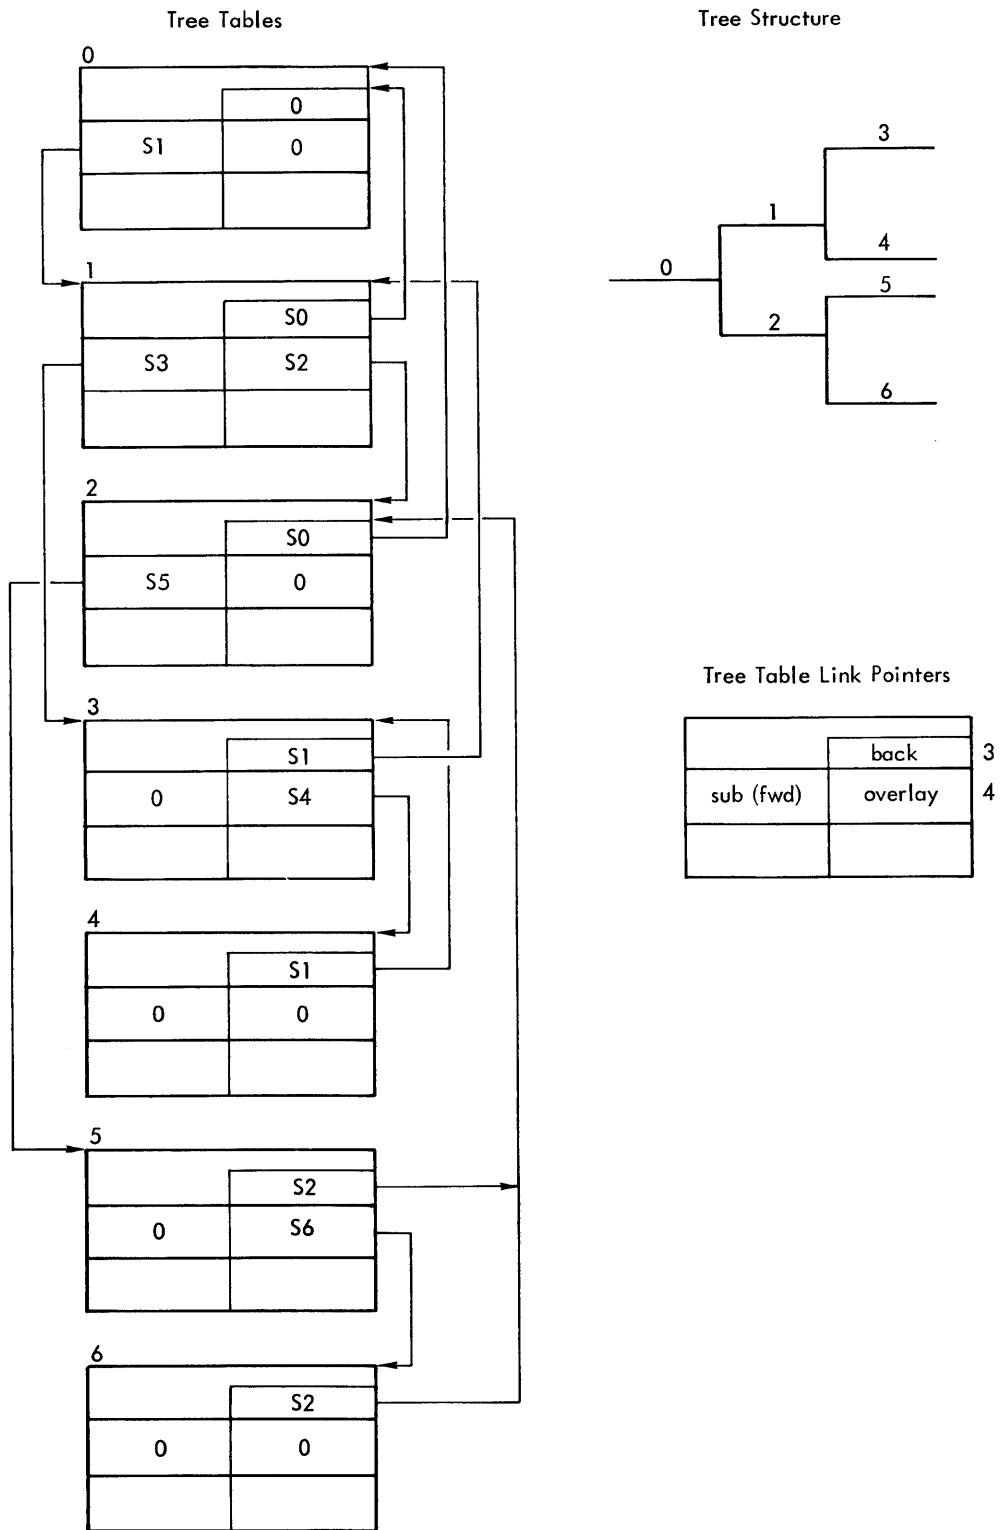 Tree Tables
0
0
S1 0
1
S0
S3 S2
2
S0
S5 0
3
S1
0 S4
4
S1
0 0
5
S2
0 S6
6
S2
0 0
Tree Structure
3
1
4
0
5
2
6
Tree Table Link Pointers
back 3
sub (fwd) overlay 4